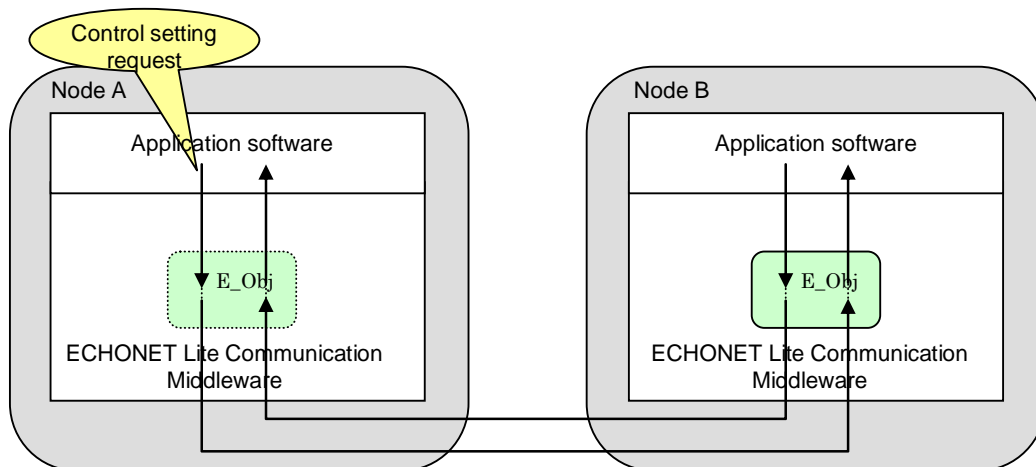 Control setting
request
Node A
Application software
E_Obj
ECHONET Lite Communication
Middleware
Node B
Application software
E_Obj
ECHONET Lite Communication
Middleware